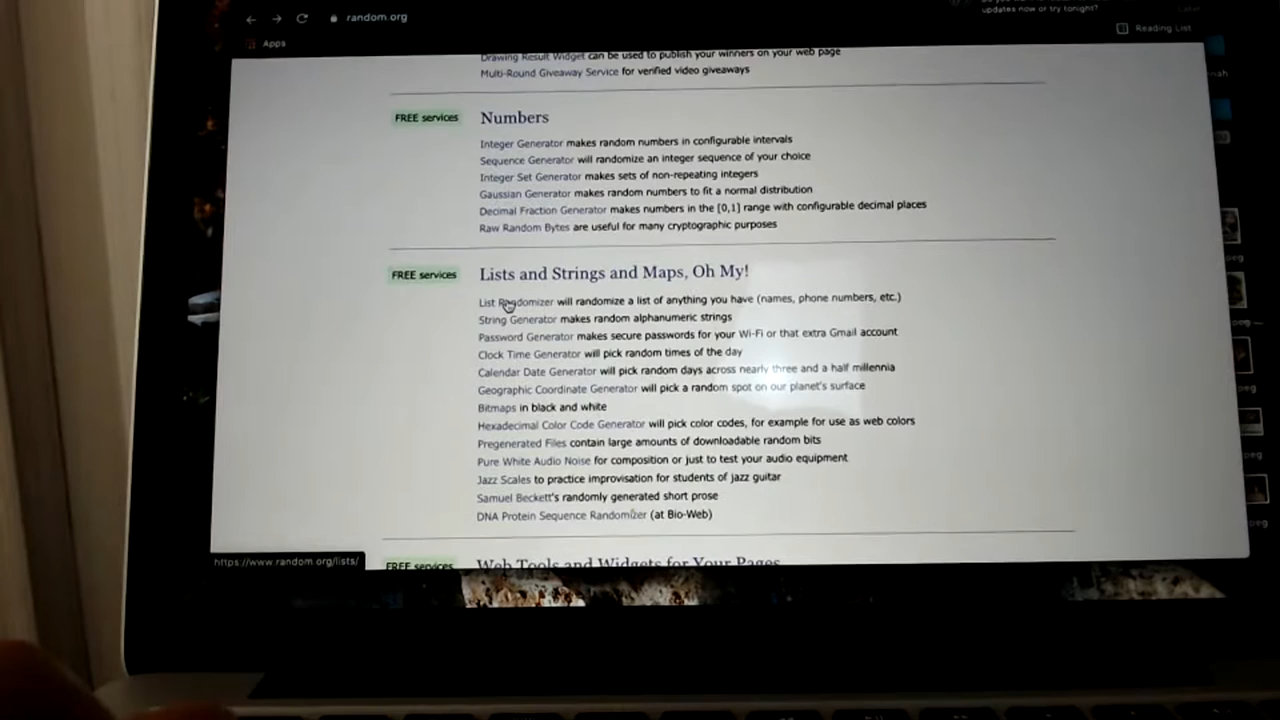 updates now or try tonight?
random.org
Reading List
Apps
Drawing Result Widget can be used to publish your winners on your web page
Multi-Round Giveaway Service for verified video giveaways
FREE services
Numbers
Integer Generator makes random numbers in configurable intervals
Sequence Generator will randomize an integer sequence of your choice
Integer Set Generator makes sets of non-repeating integers
Gaussian Generator makes random numbers to fit a normal distribution
Decimal Fraction Generator makes numbers in the [0,1] range with configurable decimal places
Raw Random Bytes are useful for many cryptographic purposes
FREE services
Lists and Strings and Maps, Oh My!
List Randomizer will randomize a list of anything you have (names, phone numbers, etc.)
String Generator makes random alphanumeric strings
Password Generator makes secure passwords for your Wi-Fi or that extra Gmail account
Clock Time Generator will pick random times of the day
Calendar Date Generator will pick random days across nearly three and a half millennia
Geographic Coordinate Generator will pick a random spot on our planet's surface
Bitmaps in black and white
Hexadecimal Color Code Generator will pick color codes, for example for use as web colors
Pregenerated Files contain large amounts of downloadable random bits
Pure White Audio Noise for composition or just to test your audio equipment
Jazz Scales to practice improvisation for students of jazz guitar
Samuel Beckett's randomly generated short prose
DNA Protein Sequence Randomizer (at Bio-Web)
https://www.random.org/lists/
FREE services
Web Tools and Widgets for Your Pages